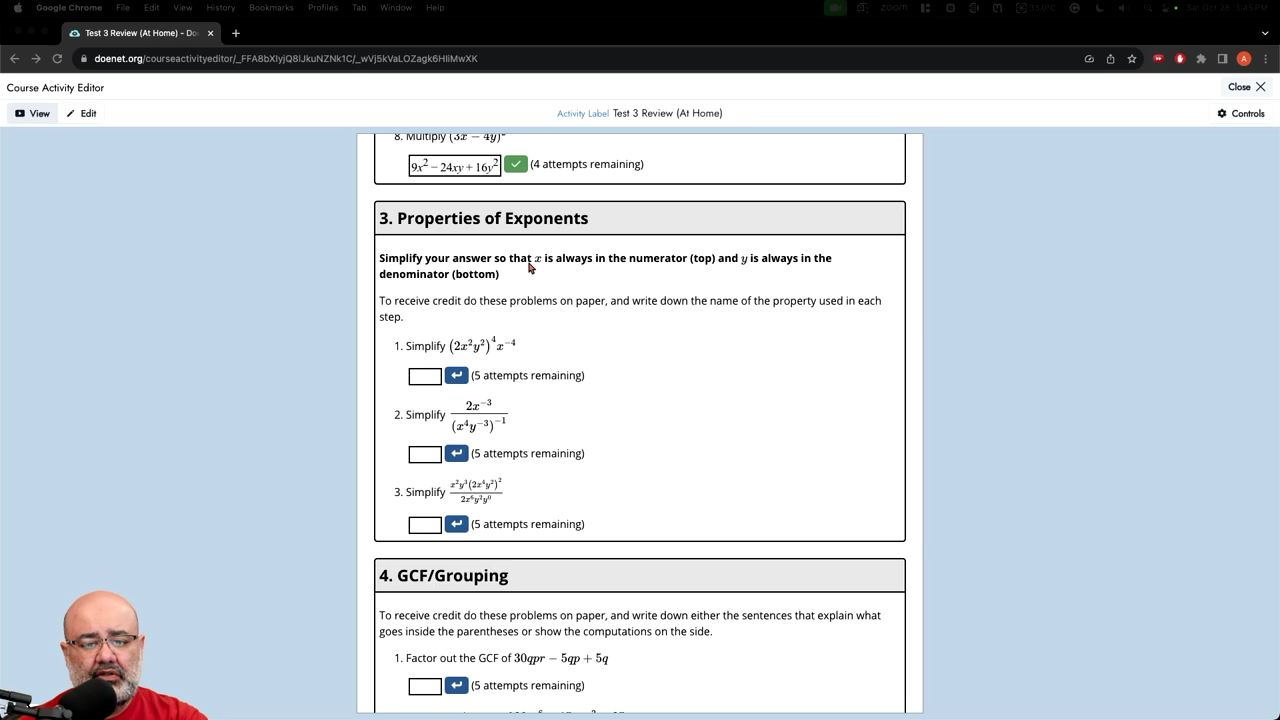 Google Chrome File Edit View History Bookmarks Profiles Tab Window Help
Test 3 Review (At Home) - Do
doenet.org/courseactivityeditor/_FFA8bXIyjQ8lJkuNZNk1C/_wVj5kVaLOZagk6HIiMwXK
Course Activity Editor
Close
View Edit Activity Label Test 3 Review (At Home) Controls
8. Multiply (3x − 4y)²
9x² − 24xy + 16y² (4 attempts remaining)
3. Properties of Exponents
Simplify your answer so that x is always in the numerator (top) and y is always in the
denominator (bottom)
To receive credit do these problems on paper, and write down the name of the property used in each
step.
1. Simplify (2x²y²)⁴x⁻⁴
(5 attempts remaining)
2. Simplify 2x⁻³/(x⁴y⁻³)⁻¹
(5 attempts remaining)
3. Simplify x²y³(2x⁴y²)²/2x⁶y²y⁰
(5 attempts remaining)
4. GCF/Grouping
To receive credit do these problems on paper, and write down either the sentences that explain what
goes inside the parentheses or show the computations on the side.
1. Factor out the GCF of 30qpr − 5qp + 5q
(5 attempts remaining)